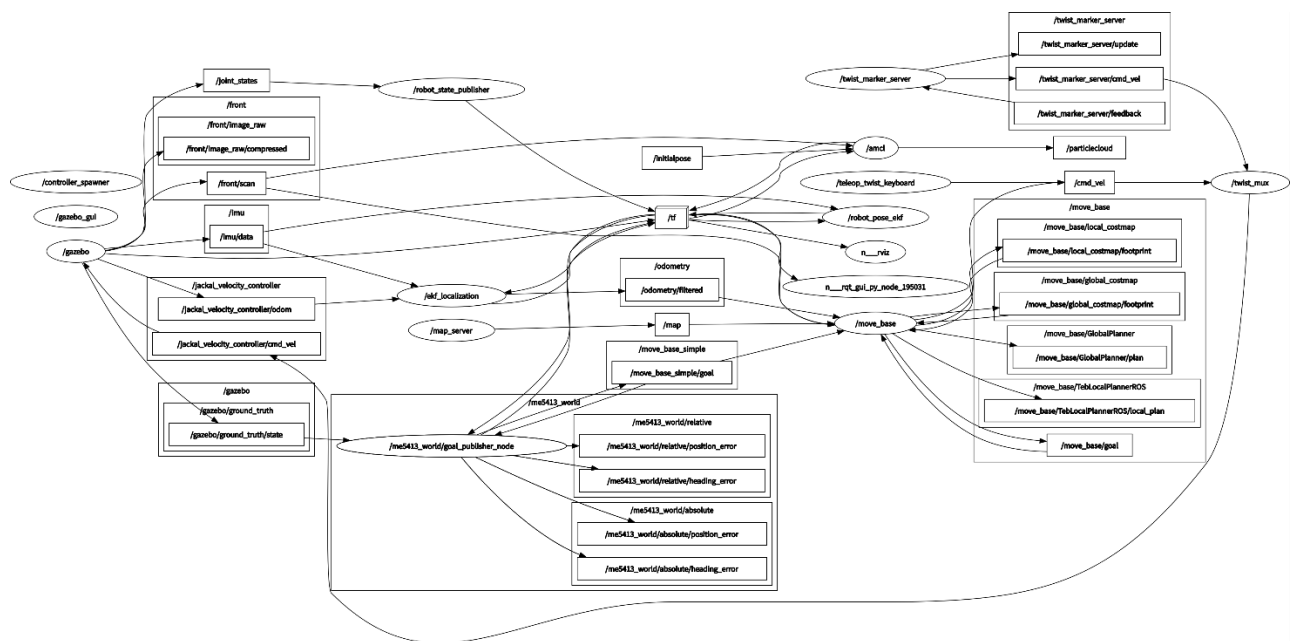 /twist_marker_server
/twist_marker_server/update
/twist_marker_server
/twist_marker_server/cmd_vel
/twist_marker_server/feedback
/joint_states
/robot_state_publisher
/front
/front/image_raw
/front/image_raw/compressed
/front/scan
/controller_spawner
/gazebo_gui
/gazebo
/imu
/imu/data
/initialpose
/amcl
/particlecloud
/teleop_twist_keyboard
/cmd_vel
/twist_mux
/tf
/robot_pose_ekf
n___rviz
n___rqt_gui_py_node_195031
/jackal_velocity_controller
/jackal_velocity_controller/odom
/jackal_velocity_controller/cmd_vel
/ekf_localization
/odometry
/odometry/filtered
/map_server
/map
/move_base
/move_base
/move_base/local_costmap
/move_base/local_costmap/footprint
/move_base/global_costmap
/move_base/global_costmap/footprint
/move_base/GlobalPlanner
/move_base/GlobalPlanner/plan
/move_base/TebLocalPlannerROS
/move_base/TebLocalPlannerROS/local_plan
/move_base/goal
/move_base_simple
/move_base_simple/goal
/gazebo
/gazebo/ground_truth
/gazebo/ground_truth/state
/me5413_world
/me5413_world/goal_publisher_node
/me5413_world/relative
/me5413_world/relative/position_error
/me5413_world/relative/heading_error
/me5413_world/absolute
/me5413_world/absolute/position_error
/me5413_world/absolute/heading_error